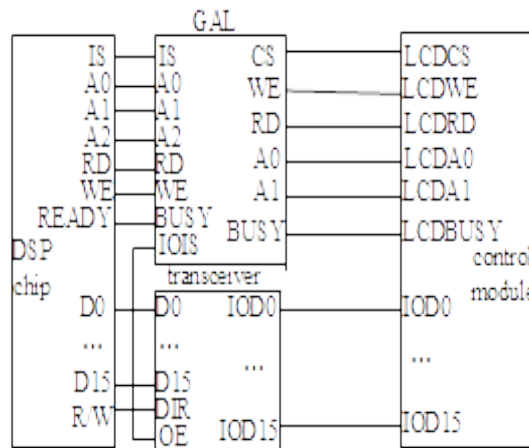 GAL
IS IS CS LCDCS
A0 A0 WE LCDWE
A1 A1 RD LCDRD
A2 A2 A0 LCDA0
RD RD A1 LCDA1
WE WE
READY BUSY BUSY LCDBUSY
DSP IOIS control
chip transceiver module
D0 D0 IOD0 IOD0
... ... ... ...
D15 D15
R/W DIR IOD15 IOD15
OE